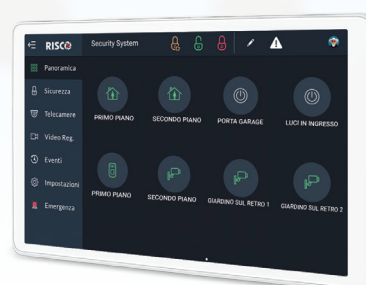 RISCO
Security System
Panoramica
Sicurezza
Telecamere
Video Reg.
Eventi
Impostazioni
Emergenza
PRIMO PIANO
SECONDO PIANO
PORTA GARAGE
LUCI IN INGRESSO
PRIMO PIANO
SECONDO PIANO
GIARDINO SUL RETRO 1
GIARDINO SUL RETRO 2